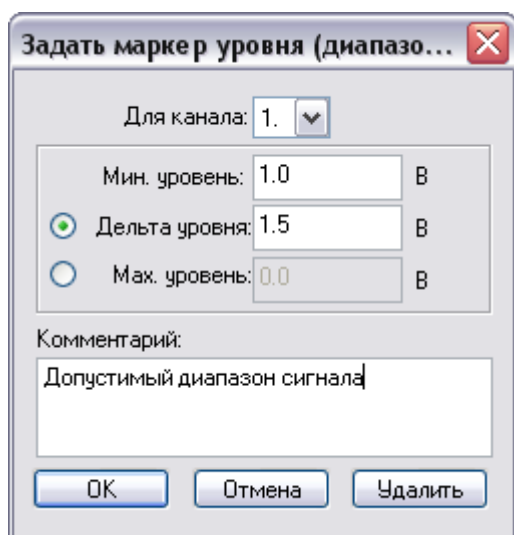 Задать маркер уровня (диапазо...
Для канала: 1.
Мин. уровень: 1.0 В
Дельта уровня: 1.5 В
Мах. уровень: 0.0 В
Комментарий:
Допустимый диапазон сигнала
OK Отмена Удалить